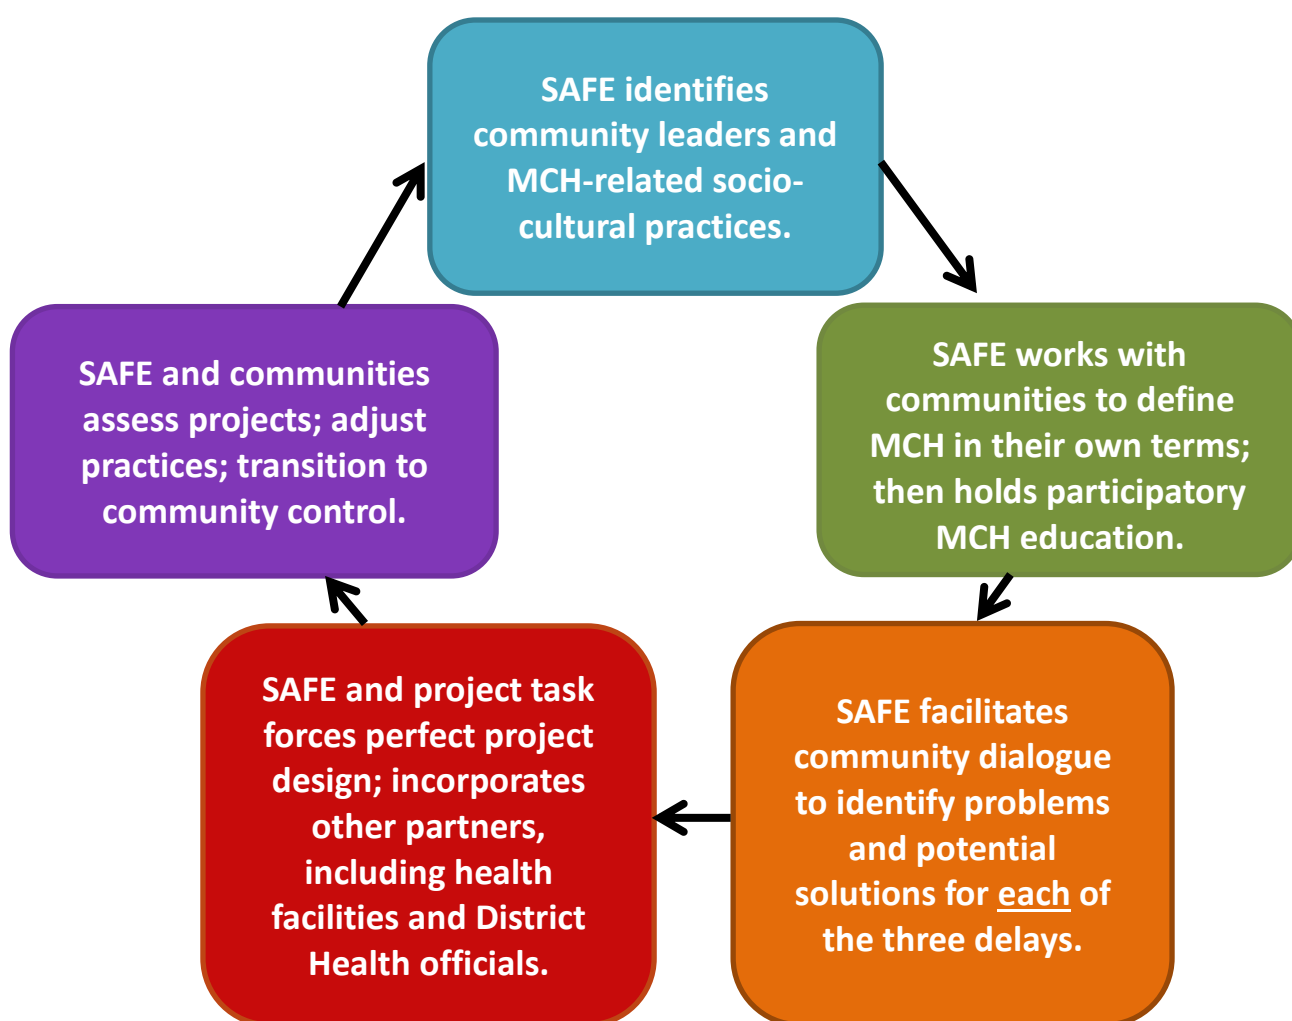 SAFE identifies
community leaders and
MCH-related socio-
cultural practices.
SAFE works with
communities to define
MCH in their own terms;
then holds participatory
MCH education.
SAFE facilitates
community dialogue
to identify problems
and potential
solutions for each of
the three delays.
SAFE and project task
forces perfect project
design; incorporates
other partners,
including health
facilities and District
Health officials.
SAFE and communities
assess projects; adjust
practices; transition to
community control.